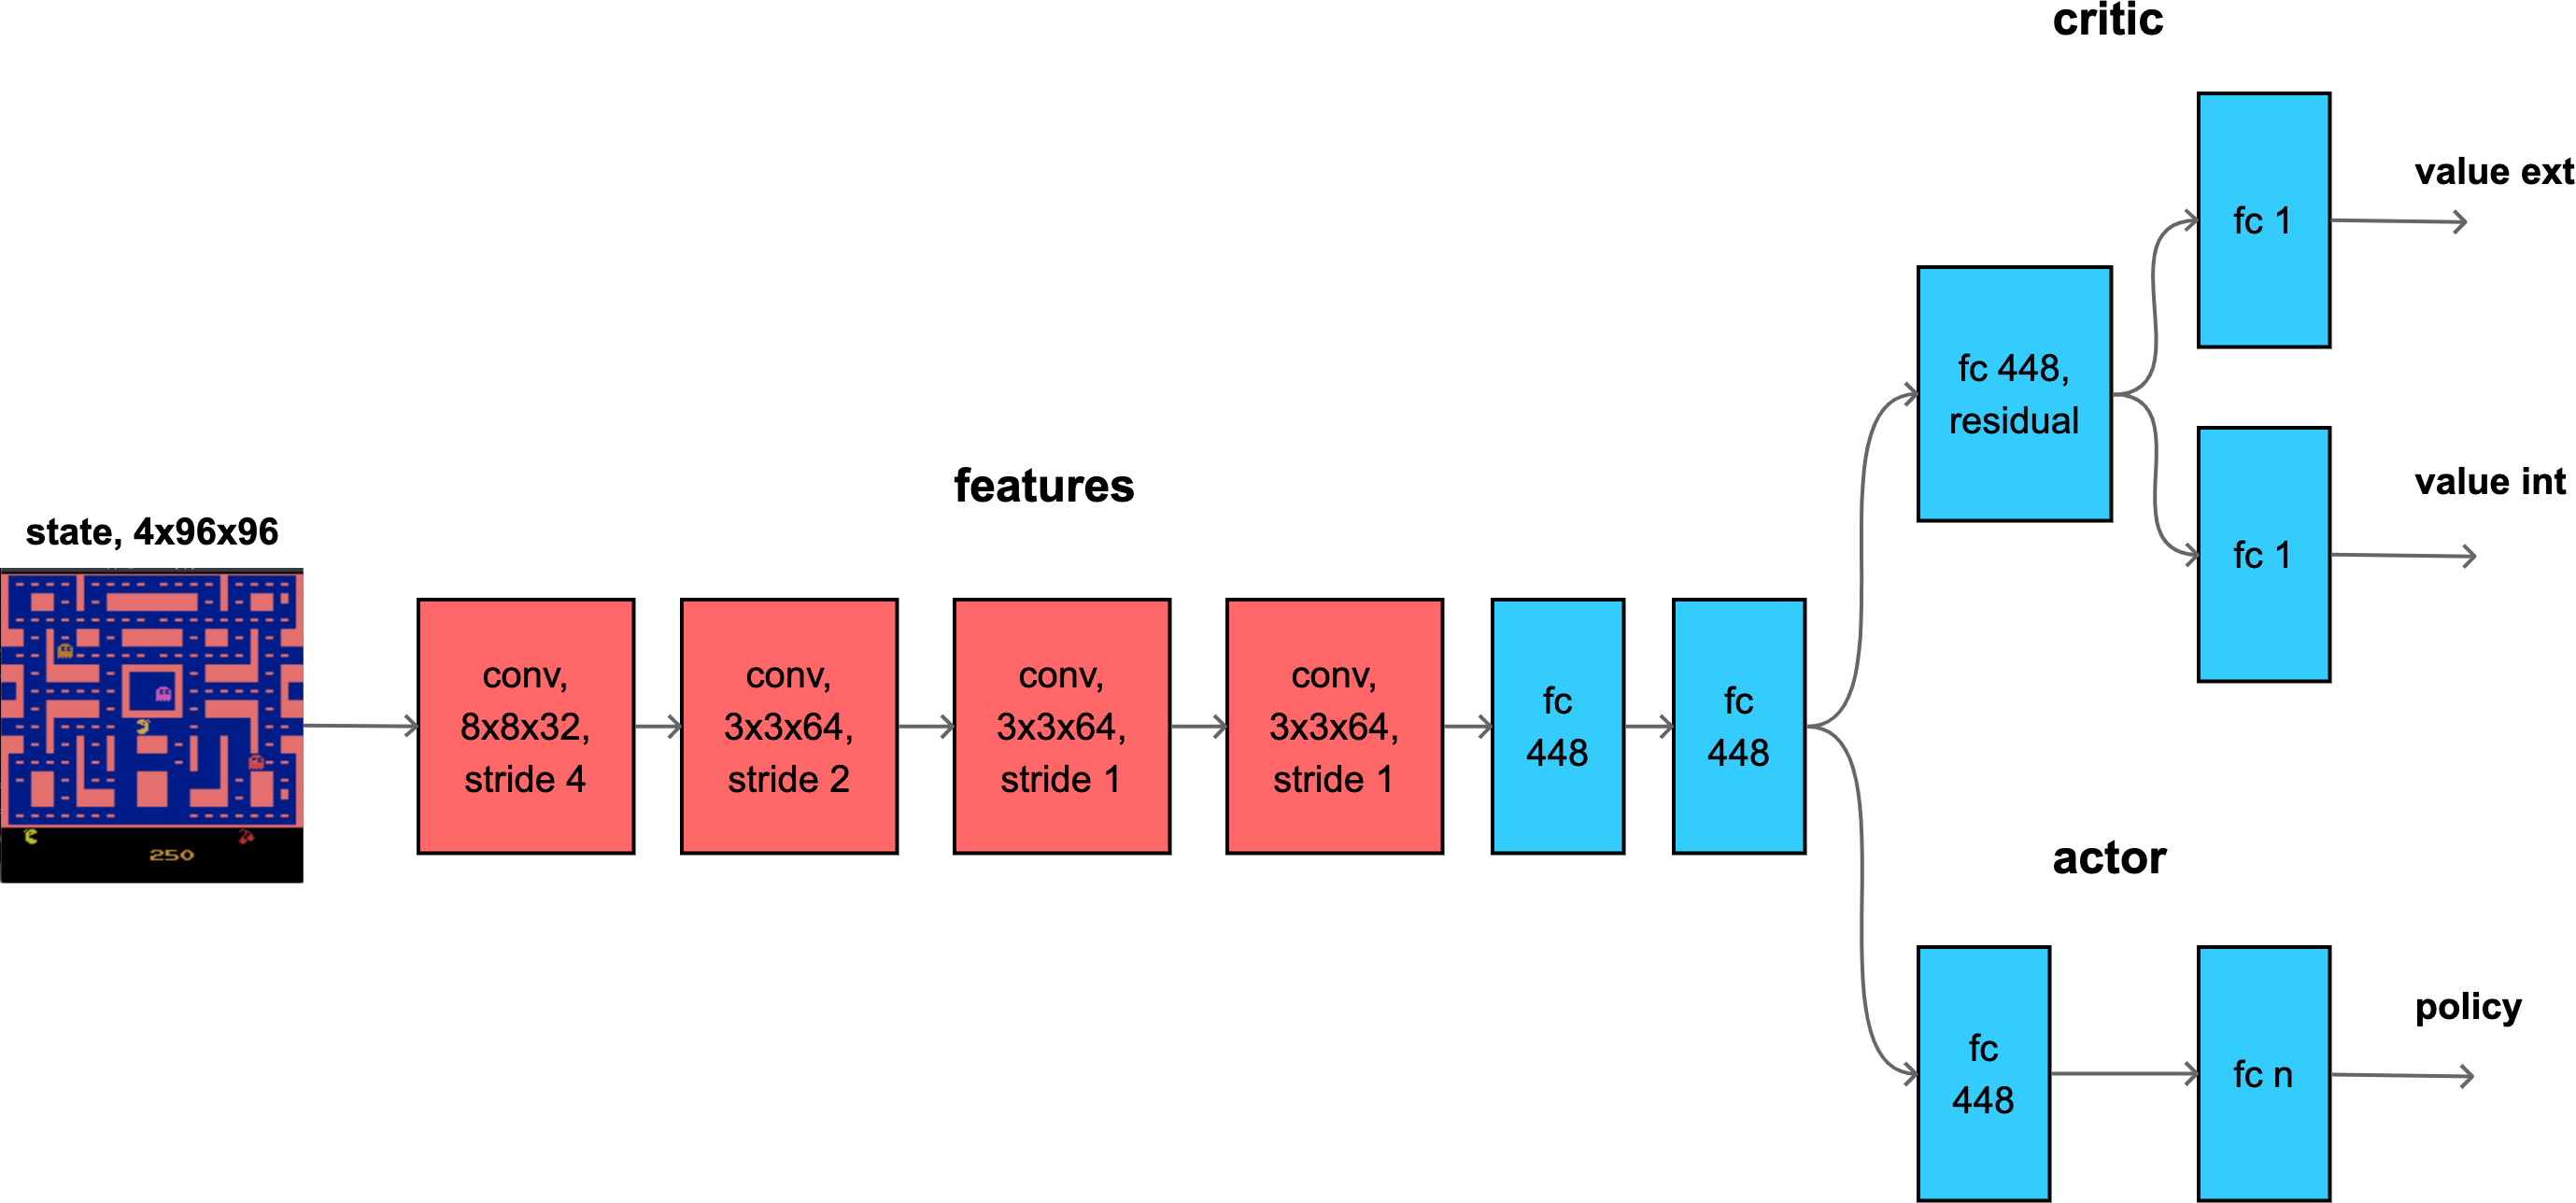 critic
value ext
fc 1
fc 448,
residual
features
value int
state, 4x96x96
fc 1
conv,
8x8x32,
stride 4
conv,
3x3x64,
stride 2
conv,
3x3x64,
stride 1
conv,
3x3x64,
stride 1
fc
448
fc
448
250
actor
policy
fc
448
fc n